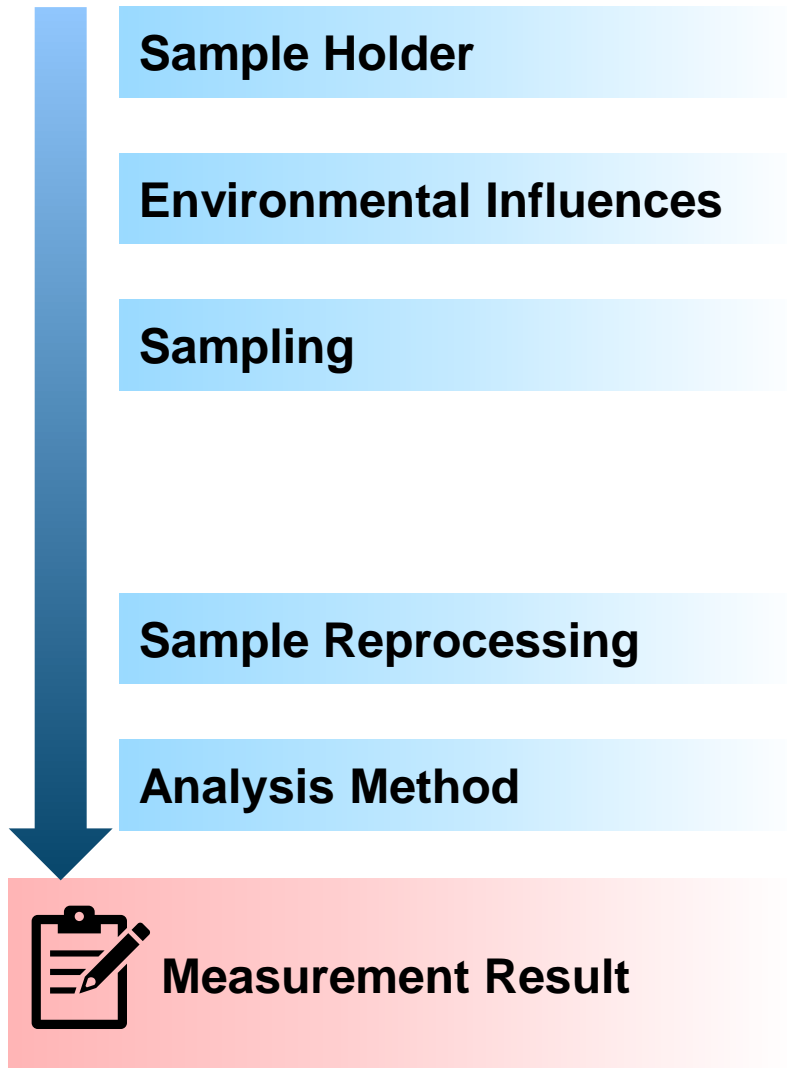 Sample Holder
Environmental Influences
Sampling
Sample Reprocessing
Analysis Method
Measurement Result